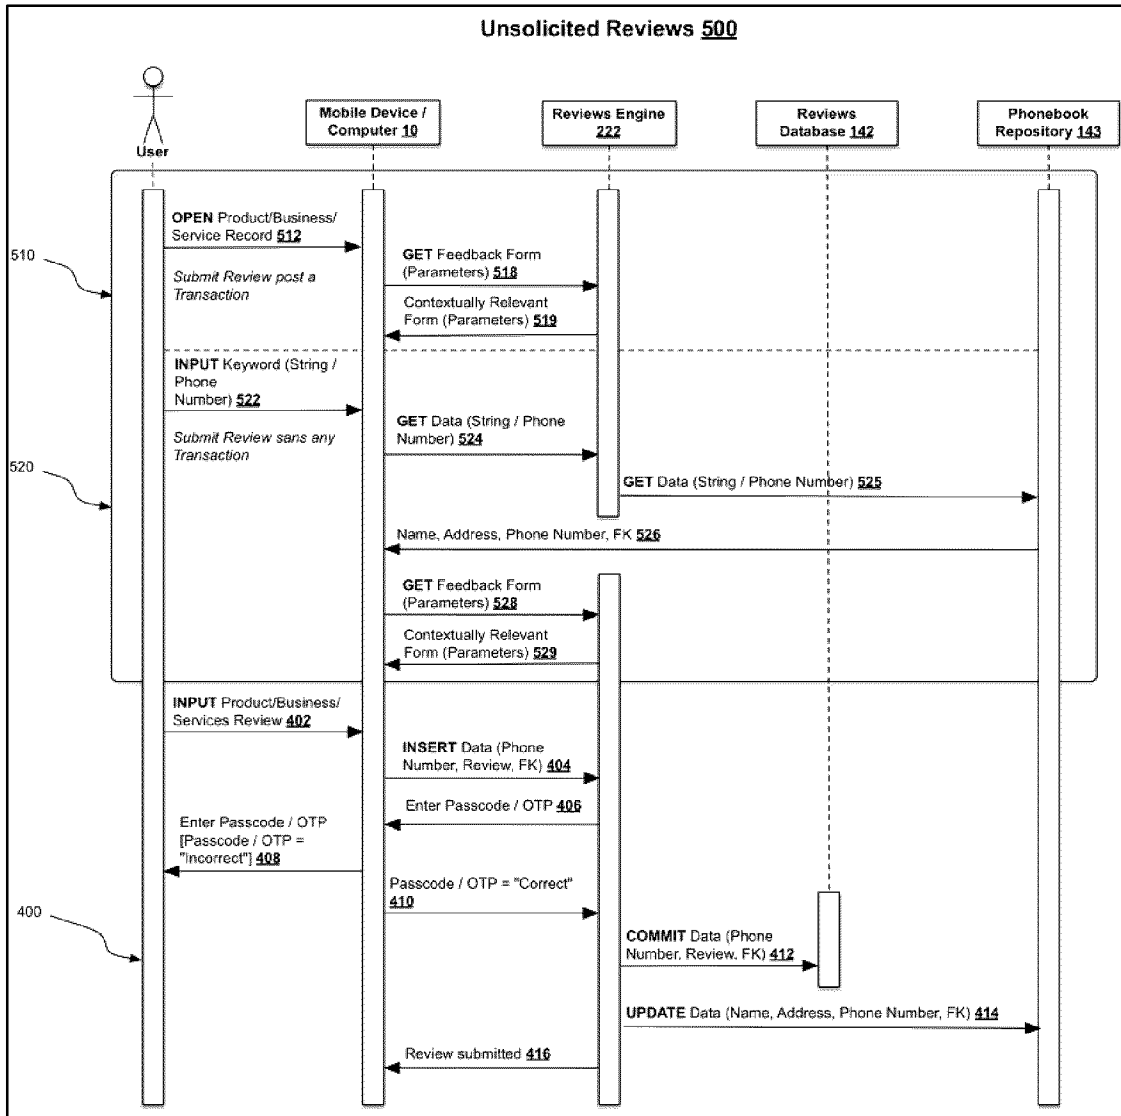 Unsolicited Reviews 500
User
Mobile Device /
Computer 10
Reviews Engine
222
Reviews
Database 142
Phonebook
Repository 143
510
OPEN Product/Business/
Service Record 512
Submit Review post a
Transaction
GET Feedback Form
(Parameters) 518
Contextually Relevant
Form (Parameters) 519
INPUT Keyword (String /
Phone
Number) 522
Submit Review sans any
Transaction
GET Data (String / Phone
Number) 524
520
GET Data (String / Phone Number) 525
Name, Address, Phone Number, FK 526
GET Feedback Form
(Parameters) 528
Contextually Relevant
Form (Parameters) 529
INPUT Product/Business/
Services Review 402
INSERT Data (Phone
Number, Review, FK) 404
Enter Passcode / OTP 406
Enter Passcode / OTP
[Passcode / OTP =
"Incorrect"] 408
Passcode / OTP = "Correct"
410
400
COMMIT Data (Phone
Number, Review. FK) 412
UPDATE Data (Name, Address, Phone Number, FK) 414
Review submitted 416